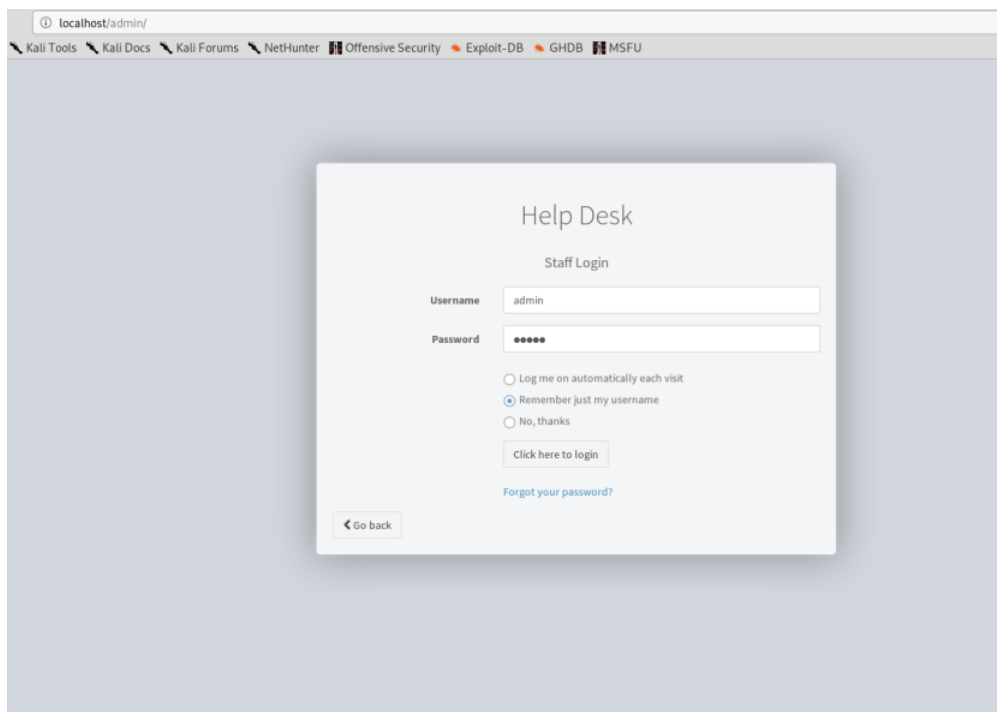 localhost/admin/
Kali Tools Kali Docs Kali Forums NetHunter Offensive Security Exploit-DB GHDB MSFU
Help Desk
Staff Login
Username admin
Password •••••
Log me on automatically each visit
Remember just my username
No, thanks
Click here to login
Forgot your password?
Go back